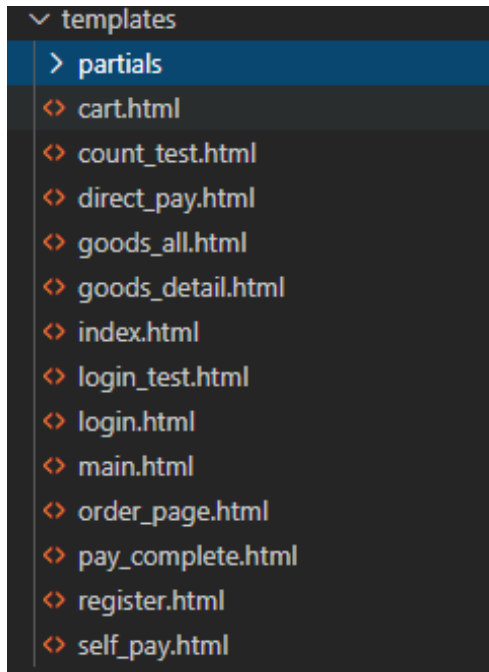 templates
partials
cart.html
count_test.html
direct_pay.html
goods_all.html
goods_detail.html
index.html
login_test.html
login.html
main.html
order_page.html
pay_complete.html
register.html
self_pay.html